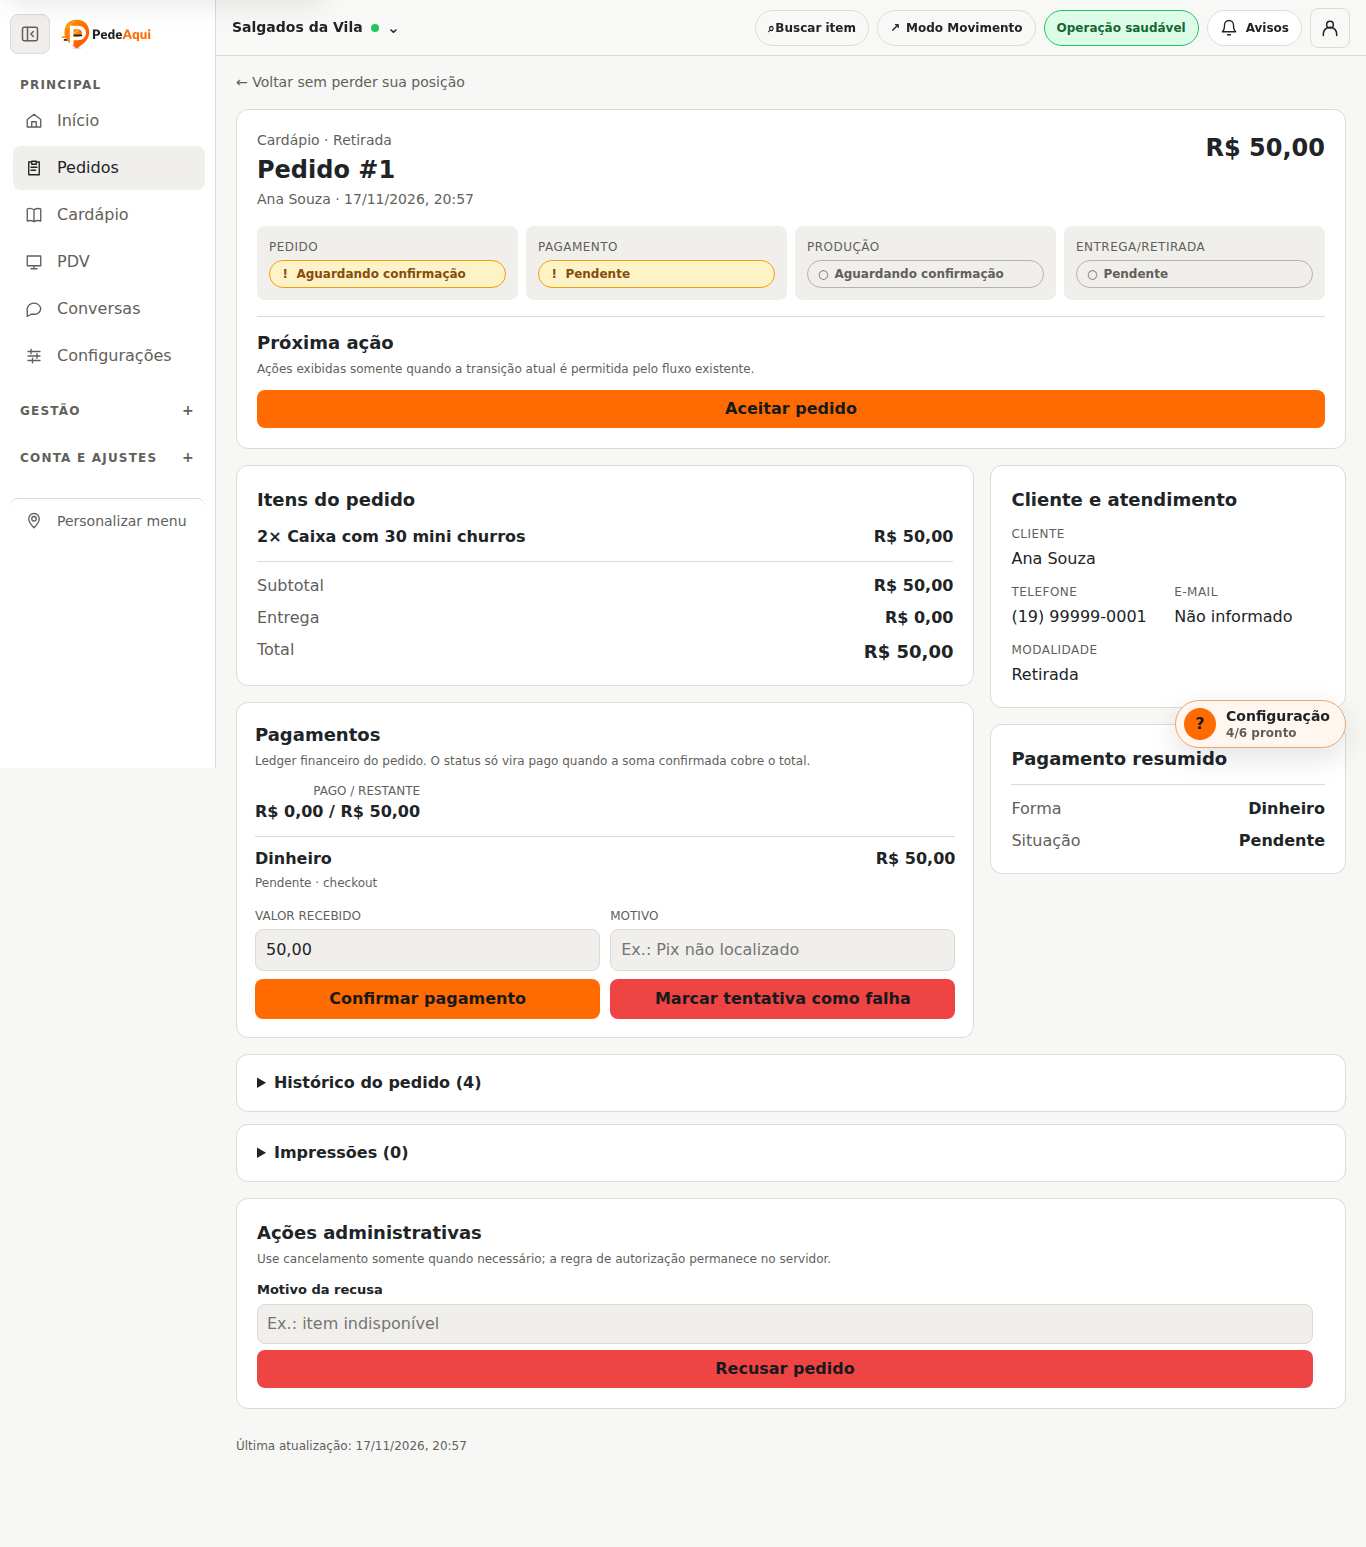 PedeAqui
PRINCIPAL
Início
Pedidos
Cardápio
PDV
Conversas
Configurações
GESTÃO +
CONTA E AJUSTES +
Personalizar menu
Salgados da Vila
Buscar item
↗ Modo Movimento
Operação saudável
Avisos
← Voltar sem perder sua posição
Cardápio · Retirada
Pedido #1
Ana Souza · 17/11/2026, 20:57
R$ 50,00
PEDIDO
! Aguardando confirmação
PAGAMENTO
! Pendente
PRODUÇÃO
○ Aguardando confirmação
ENTREGA/RETIRADA
○ Pendente
Próxima ação
Ações exibidas somente quando a transição atual é permitida pelo fluxo existente.
Aceitar pedido
Itens do pedido
2× Caixa com 30 mini churros R$ 50,00
Subtotal R$ 50,00
Entrega R$ 0,00
Total R$ 50,00
Cliente e atendimento
CLIENTE
Ana Souza
TELEFONE E-MAIL
(19) 99999-0001 Não informado
MODALIDADE
Retirada
? Configuração
4/6 pronto
Pagamentos
Ledger financeiro do pedido. O status só vira pago quando a soma confirmada cobre o total.
PAGO / RESTANTE
R$ 0,00 / R$ 50,00
Dinheiro R$ 50,00
Pendente · checkout
VALOR RECEBIDO MOTIVO
50,00 Ex.: Pix não localizado
Confirmar pagamento Marcar tentativa como falha
Pagamento resumido
Forma Dinheiro
Situação Pendente
▶ Histórico do pedido (4)
▶ Impressões (0)
Ações administrativas
Use cancelamento somente quando necessário; a regra de autorização permanece no servidor.
Motivo da recusa
Ex.: item indisponível
Recusar pedido
Última atualização: 17/11/2026, 20:57